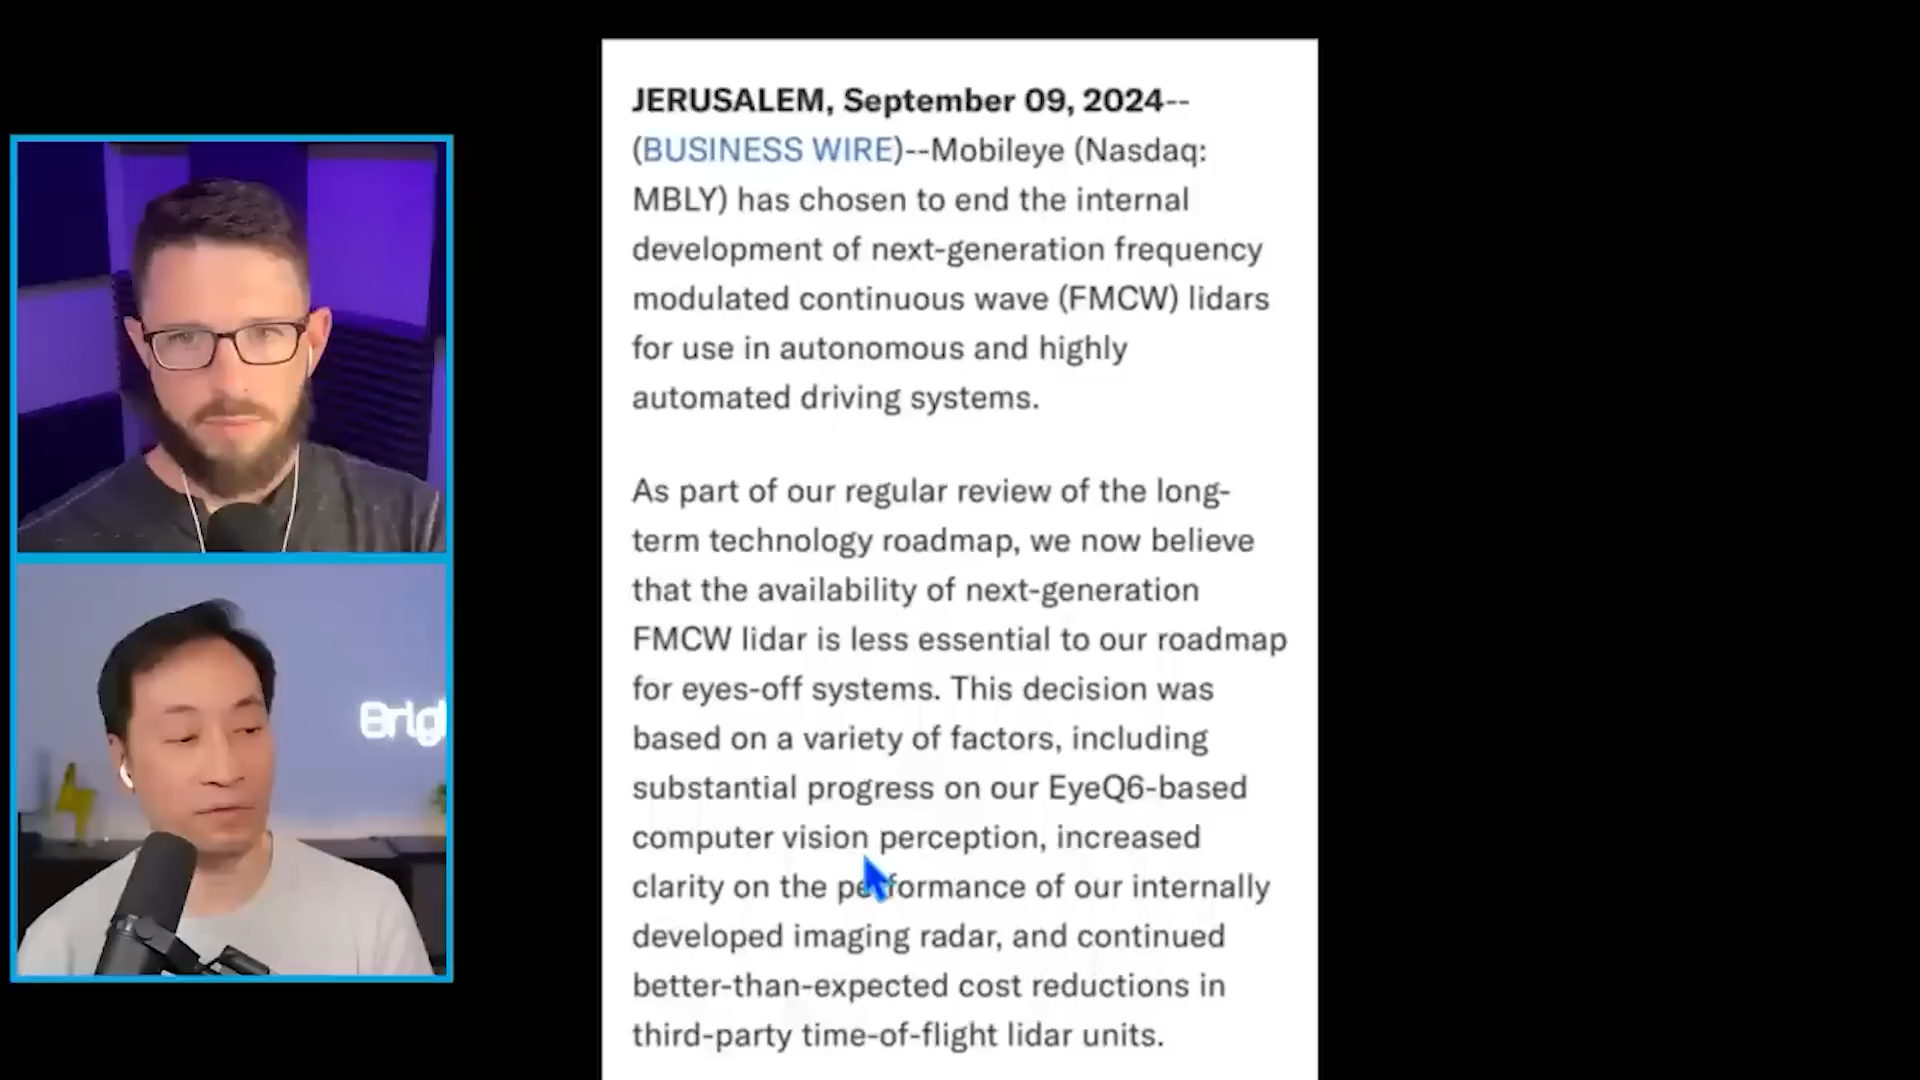 JERUSALEM, September 09, 2024--
(BUSINESS WIRE)--Mobileye (Nasdaq:
MBLY) has chosen to end the internal
development of next-generation frequency
modulated continuous wave (FMCW) lidars
for use in autonomous and highly
automated driving systems.
As part of our regular review of the long-
term technology roadmap, we now believe
that the availability of next-generation
FMCW lidar is less essential to our roadmap
for eyes-off systems. This decision was
based on a variety of factors, including
substantial progress on our EyeQ6-based
computer vision perception, increased
clarity on the performance of our internally
developed imaging radar, and continued
better-than-expected cost reductions in
third-party time-of-flight lidar units.